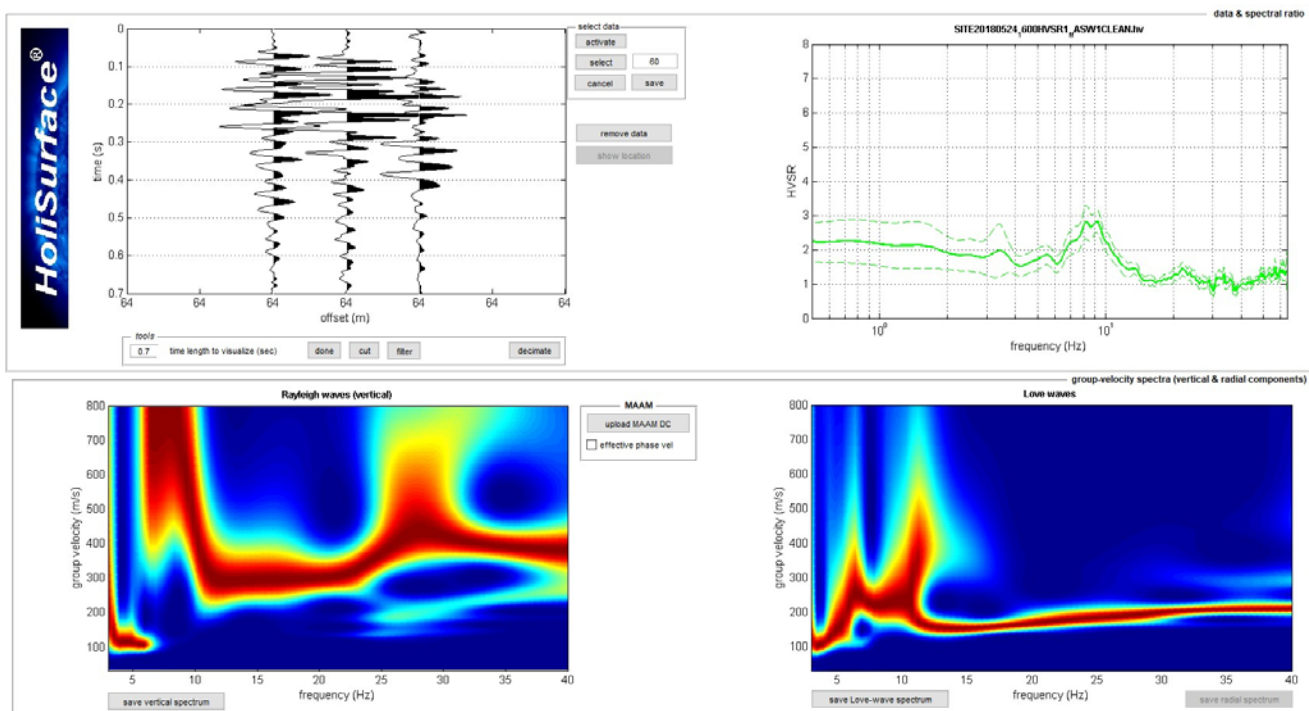 data & spectral ratio
HoliSurface®
0
0.1
0.2
0.3
0.4
0.5
0.6
0.7
time (s)
64 64 64 64 64 64 64
offset (m)
select data
activate
select 60
cancel save
remove data
show location
tools
0.7 time length to visualize (sec) done cut filter decimate
SITE20180524_1600HVSR1_MASW1CLEAN.hv
8
7
6
5
4
3
2
1
0
HVSR
10⁰ 10¹
frequency (Hz)
group-velocity spectra (vertical & radial components)
Rayleigh waves (vertical)
800
700
600
500
400
300
200
100
group velocity (m/s)
5 10 15 20 25 30 35 40
frequency (Hz)
save vertical spectrum
MAAM
upload MAAM DC
effective phase vel
Love waves
800
700
600
500
400
300
200
100
group velocity (m/s)
5 10 15 20 25 30 35 40
frequency (Hz)
save Love-wave spectrum
save radial spectrum